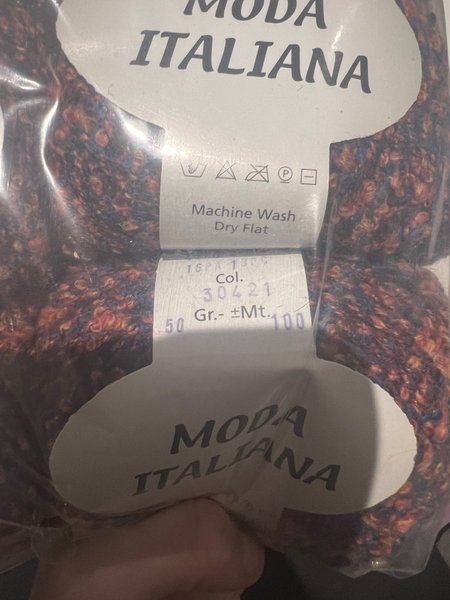 MODA
ITALIANA
P
Machine Wash
Dry Flat
Col.
30421
50 Gr.- ±Mt. 100
MODA
ITALIANA